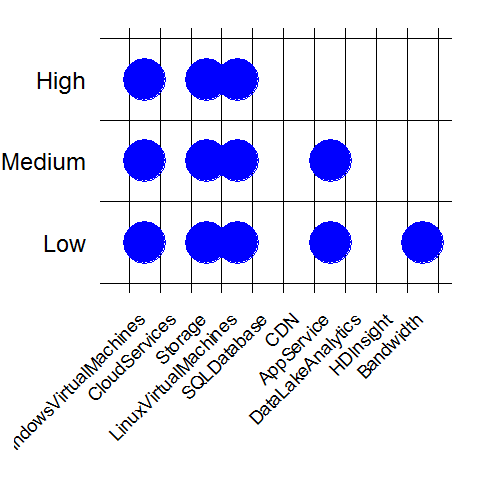 High
Medium
Low
ndowsVirtualMachines
CloudServices
Storage
LinuxVirtualMachines
SQLDatabase
CDN
AppService
DataLakeAnalytics
HDInsight
Bandwidth